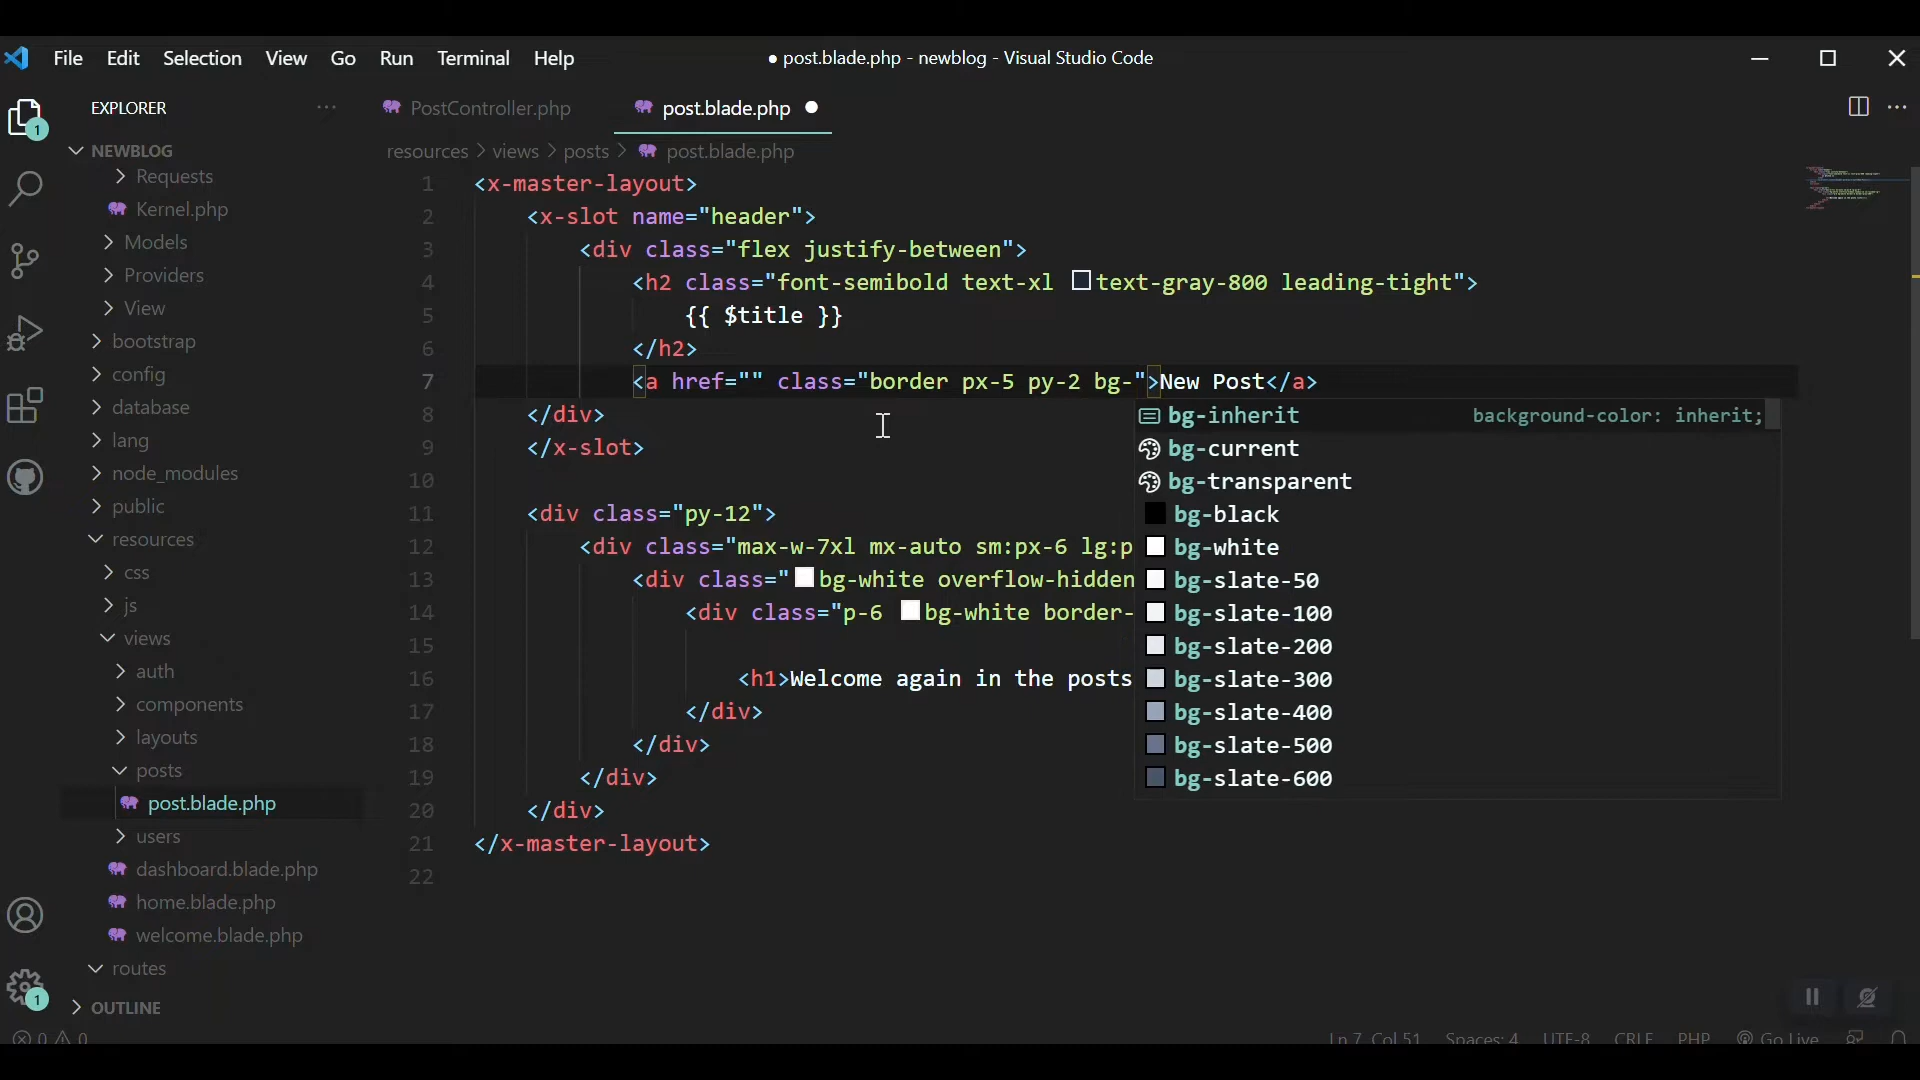 File Edit Selection View Go Run Terminal Help
● post.blade.php - newblog - Visual Studio Code
EXPLORER
PostController.php
post.blade.php
1
NEWBLOG
resources > views > posts > post.blade.php
Requests
Kernel.php
Models
Providers
View
bootstrap
config
database
lang
node_modules
public
resources
css
js
views
auth
components
layouts
posts
post.blade.php
users
dashboard.blade.php
home.blade.php
welcome.blade.php
routes
OUTLINE
1
1 <x-master-layout>
2 <x-slot name="header">
3 <div class="flex justify-between">
4 <h2 class="font-semibold text-xl text-gray-800 leading-tight">
5 {{ $title }}
6 </h2>
7 <a href="" class="border px-5 py-2 bg-">New Post</a>
8 </div>
9 </x-slot>
10
11 <div class="py-12">
12 <div class="max-w-7xl mx-auto sm:px-6 lg:p
13 <div class="bg-white overflow-hidden
14 <div class="p-6 bg-white border-
15
16 <h1>Welcome again in the posts
17 </div>
18 </div>
19 </div>
20 </div>
21 </x-master-layout>
22
bg-inherit background-color: inherit;
bg-current
bg-transparent
bg-black
bg-white
bg-slate-50
bg-slate-100
bg-slate-200
bg-slate-300
bg-slate-400
bg-slate-500
bg-slate-600
0 0
Ln 7, Col 51 Spaces: 4 UTF-8 CRLF PHP Go Live